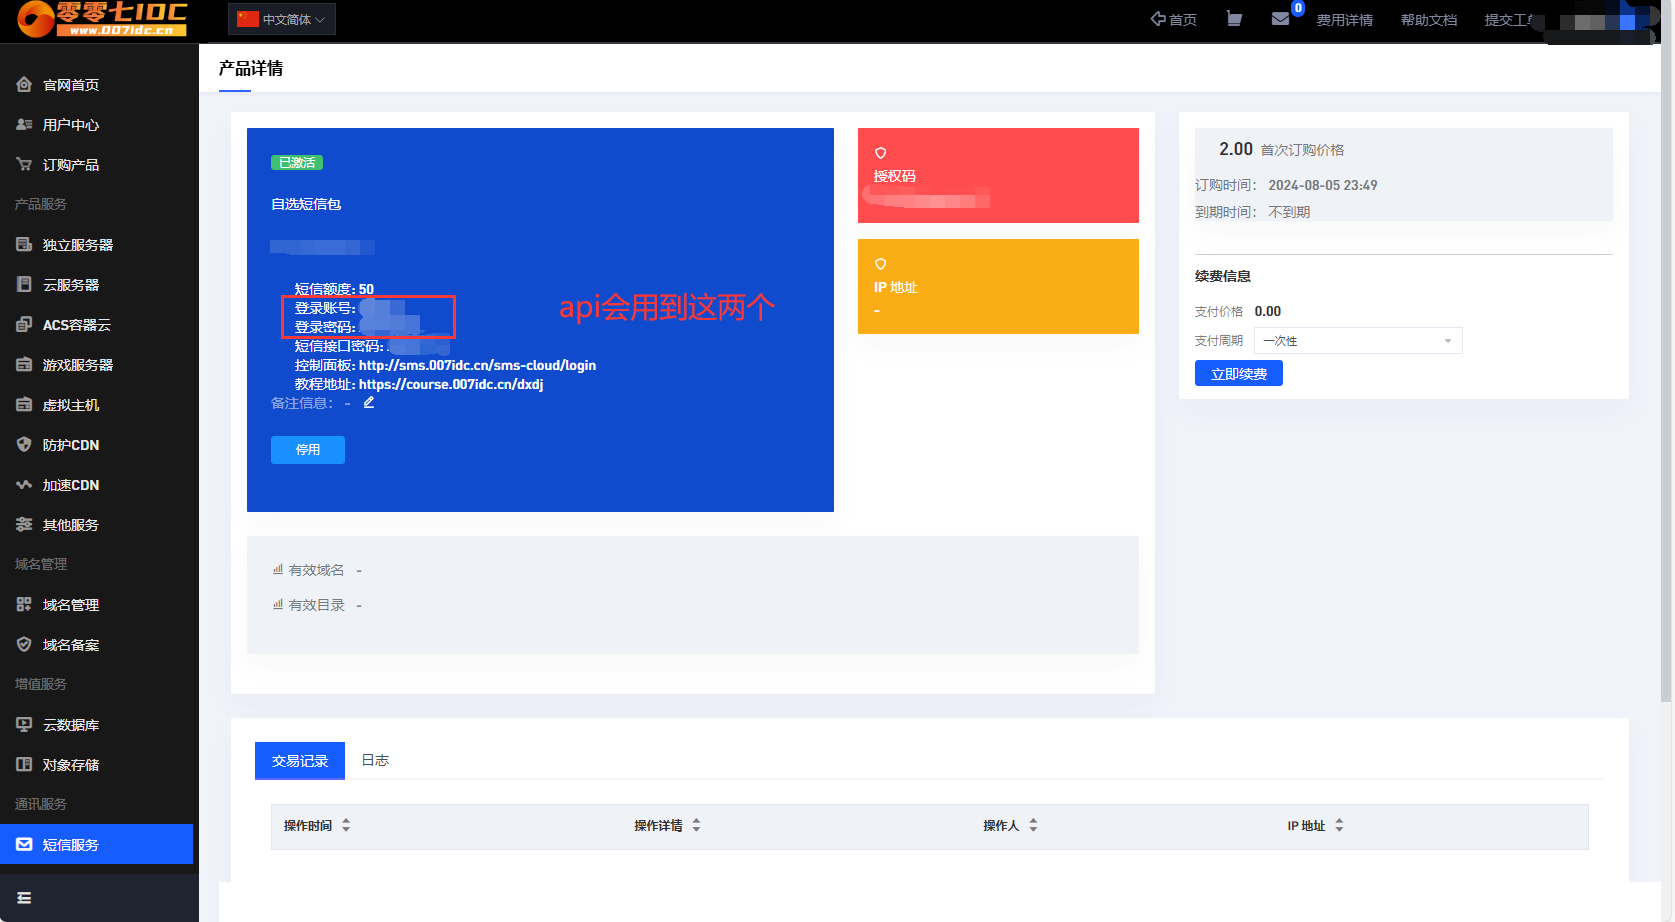 零零七IDC
www.007idc.cn
中文简体
首页
0
费用详情
帮助文档
提交工单
官网首页
用户中心
订购产品
产品服务
独立服务器
云服务器
ACS容器云
游戏服务器
虚拟主机
防护CDN
加速CDN
其他服务
域名管理
域名管理
域名备案
增值服务
云数据库
对象存储
通讯服务
短信服务
产品详情
已激活
自选短信包
短信额度: 50
登录账号:
登录密码:
短信接口密码:
控制面板: http://sms.007idc.cn/sms-cloud/login
教程地址: https://course.007idc.cn/dxdj
备注信息： -
停用
api会用到这两个
授权码
IP 地址
-
有效域名 -
有效目录 -
2.00 首次订购价格
订购时间： 2024-08-05 23:49
到期时间： 不到期
续费信息
支付价格 0.00
支付周期 一次性
立即续费
交易记录
日志
操作时间
操作详情
操作人
IP 地址